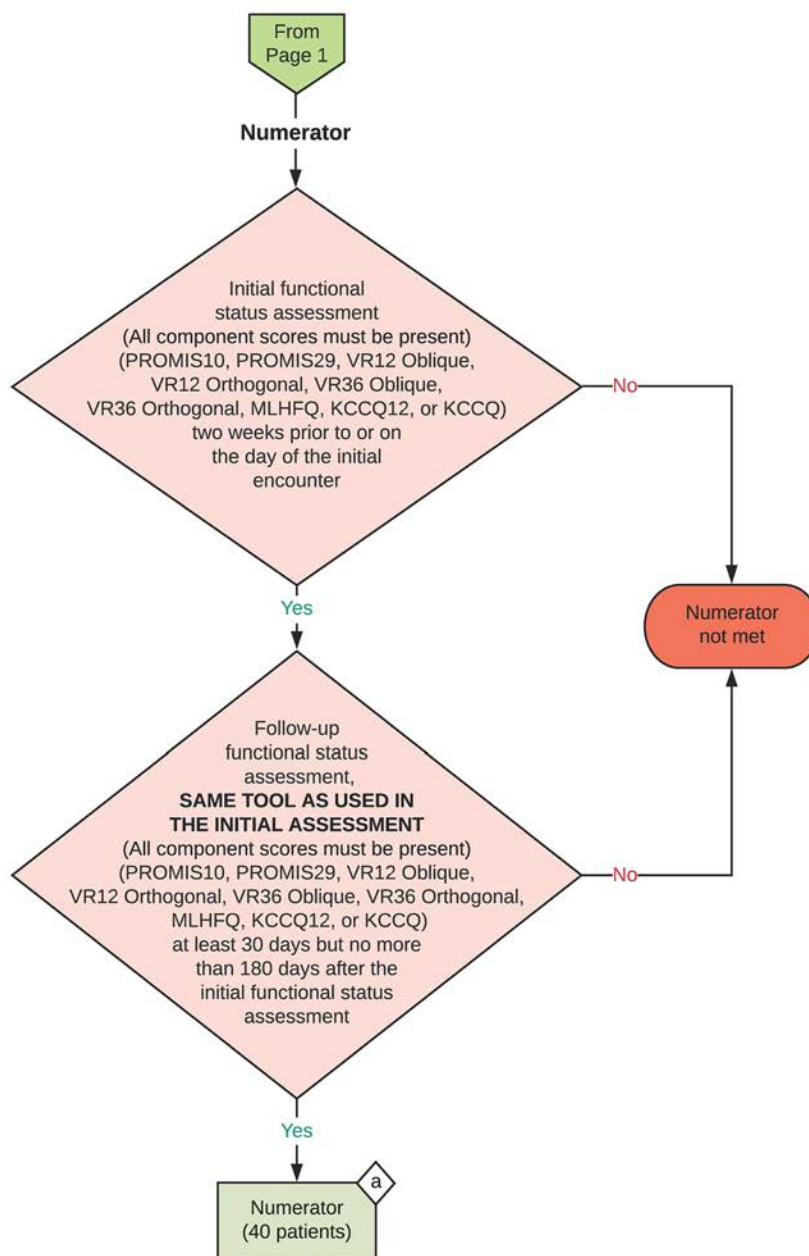 From
Page 1
Numerator
Initial functional
status assessment
(All component scores must be present)
(PROMIS10, PROMIS29, VR12 Oblique,
VR12 Orthogonal, VR36 Oblique,
VR36 Orthogonal, MLHFQ, KCCQ12, or KCCQ)
two weeks prior to or on
the day of the initial
encounter
No
Yes
Numerator
not met
Follow-up
functional status
assessment,
SAME TOOL AS USED IN
THE INITIAL ASSESSMENT
(All component scores must be present)
(PROMIS10, PROMIS29, VR12 Oblique,
VR12 Orthogonal, VR36 Oblique, VR36 Orthogonal,
MLHFQ, KCCQ12, or KCCQ)
at least 30 days but no more
than 180 days after the
initial functional status
assessment
No
Yes
a
Numerator
(40 patients)